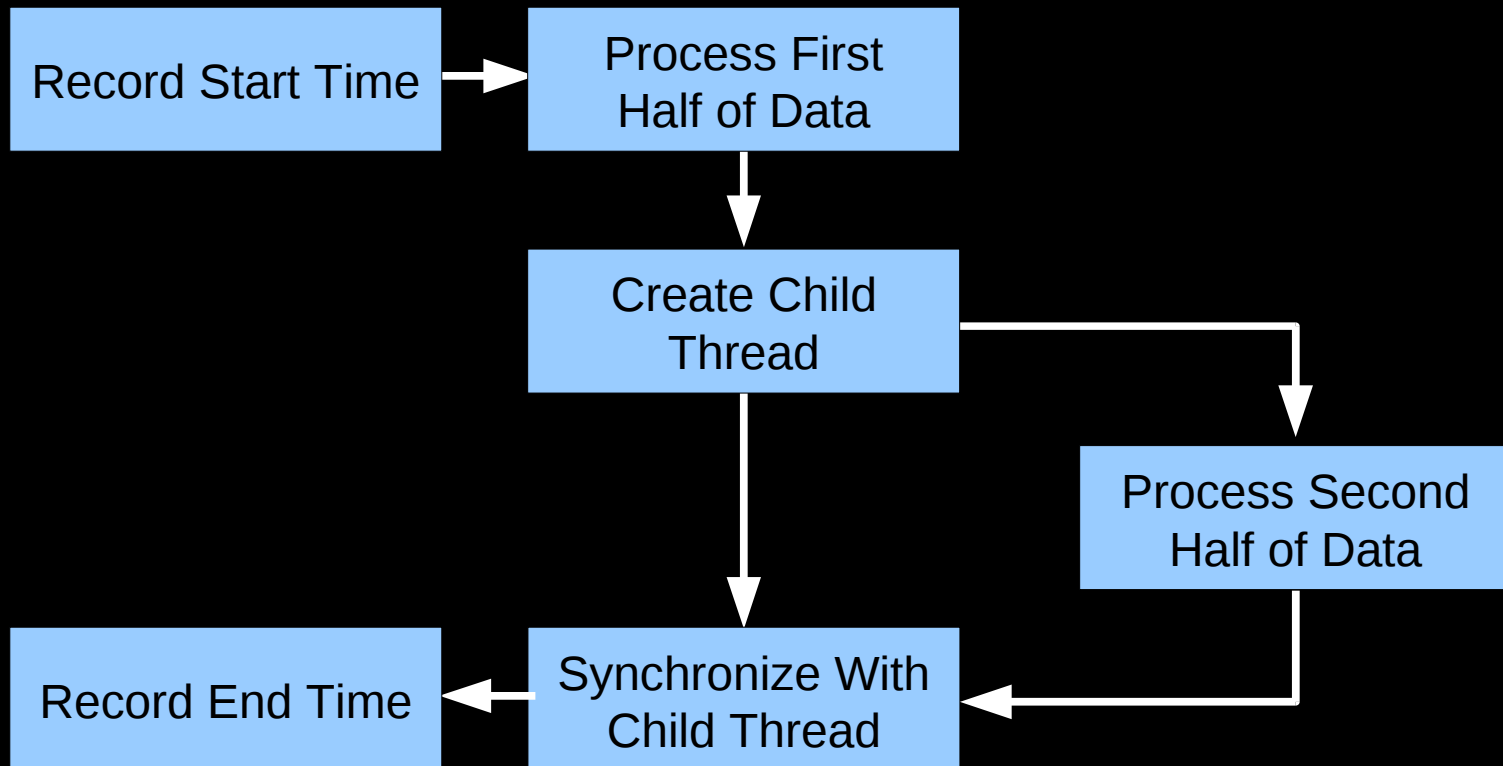 Record Start Time
Process First
Half of Data
Create Child
Thread
Process Second
Half of Data
Synchronize With
Child Thread
Record End Time